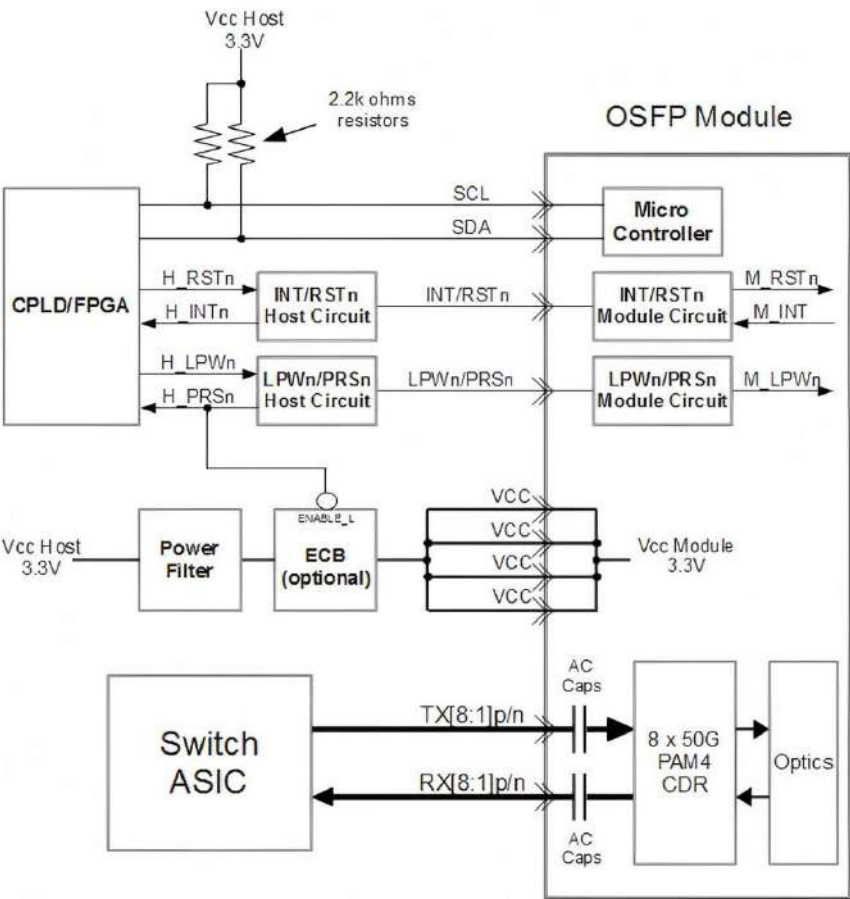 Vcc Host
3.3V
2.2k ohms
resistors
OSFP Module
SCL
SDA
Micro
Controller
CPLD/FPGA
H_RSTn
H_INTn
INT/RSTn
Host Circuit
INT/RSTn
INT/RSTn
Module Circuit
M_RSTn
M_INT
H_LPWn
H_PRSn
LPWn/PRSn
Host Circuit
LPWn/PRSn
LPWn/PRSn
Module Circuit
M_LPWn
Vcc Host
3.3V
Power
Filter
ENABLE_L
ECB
(optional)
VCC
VCC
VCC
VCC
Vcc Module
3.3V
Switch
ASIC
TX[8:1]p/n
RX[8:1]p/n
AC
Caps
AC
Caps
8 x 50G
PAM4
CDR
Optics